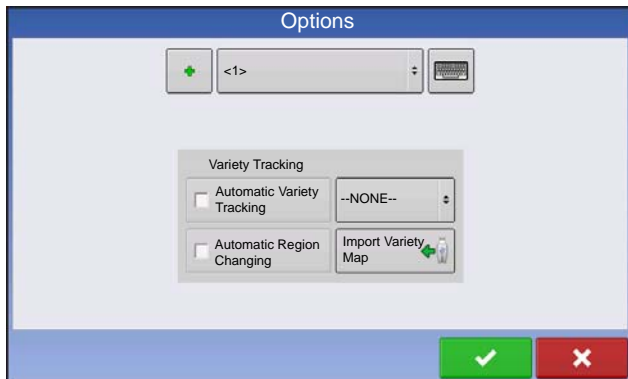 Options
<1>
Variety Tracking
Automatic Variety
Tracking
--NONE--
Automatic Region
Changing
Import Variety
Map